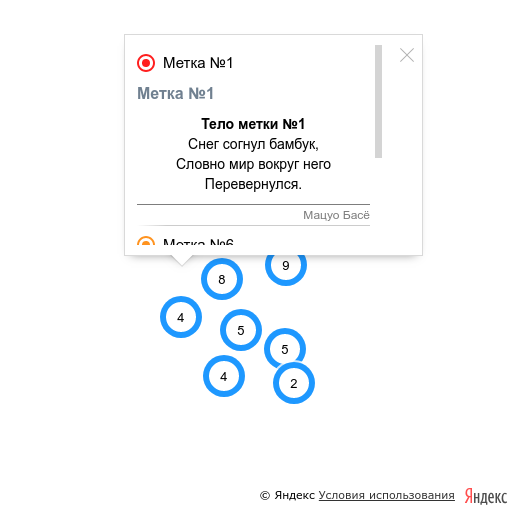 Метка №1
Метка №1
Тело метки №1
Снег согнул бамбук,
Словно мир вокруг него
Перевернулся.
Мацуо Басё
Метка №6
9
8
4
5
5
4
2
© Яндекс Условия использования Яндекс